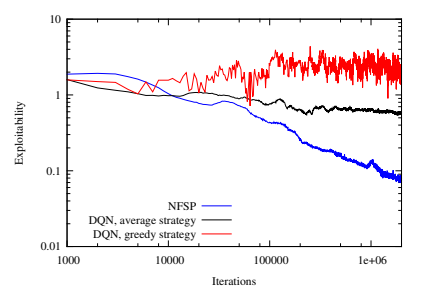 10
1
0.1
0.01
1000
10000
100000
1e+06
Exploitability
Iterations
NFSP
DQN, average strategy
DQN, greedy strategy